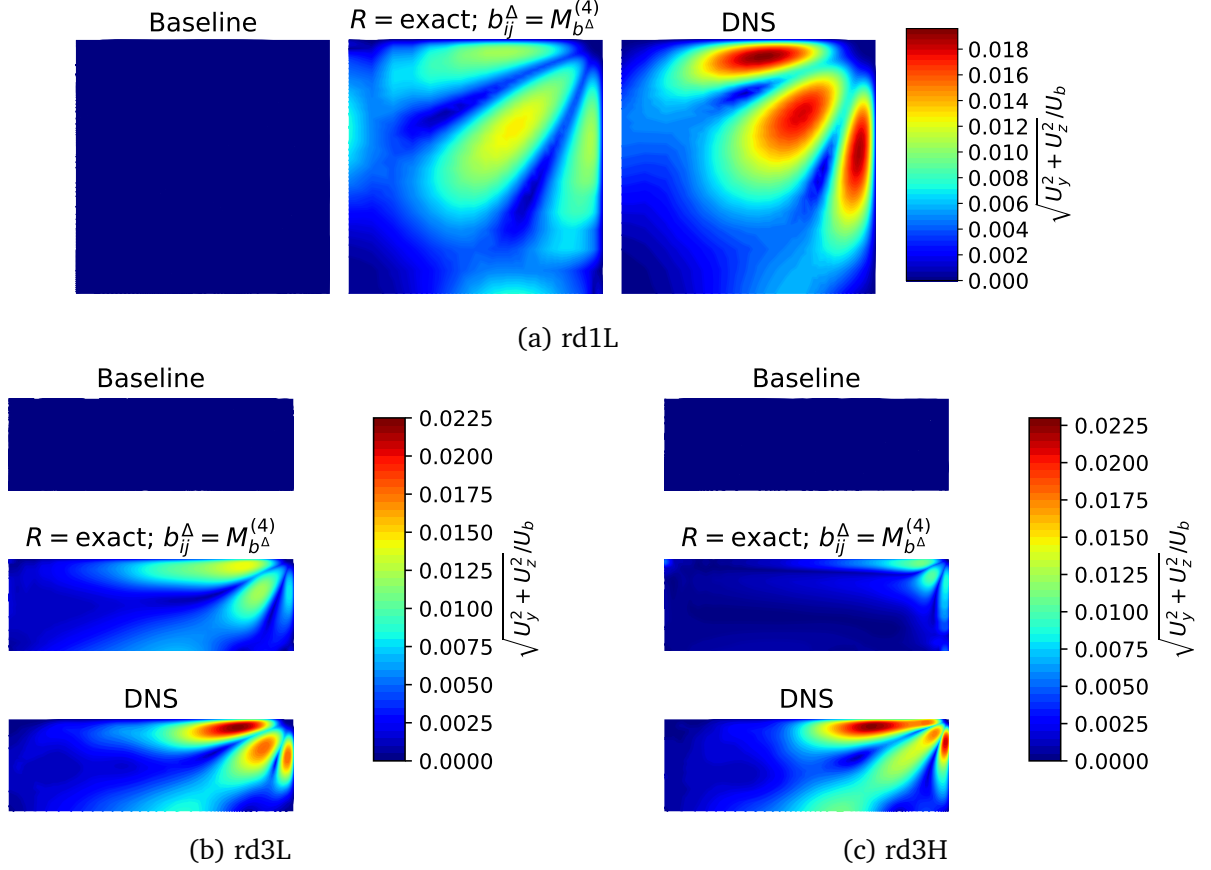 Baseline
R = exact; b_{ij}^Δ = M_{b^Δ}^{(4)}
DNS
0.018
0.016
0.014
0.012
0.010
0.008
0.006
0.004
0.002
0.000
√(U_y^2 + U_z^2)/U_b
(a) rd1L
Baseline
0.0225
0.0200
0.0175
0.0150
0.0125
0.0100
0.0075
0.0050
0.0025
0.0000
√(U_y^2 + U_z^2)/U_b
R = exact; b_{ij}^Δ = M_{b^Δ}^{(4)}
DNS
(b) rd3L
Baseline
0.0225
0.0200
0.0175
0.0150
0.0125
0.0100
0.0075
0.0050
0.0025
0.0000
√(U_y^2 + U_z^2)/U_b
R = exact; b_{ij}^Δ = M_{b^Δ}^{(4)}
DNS
(c) rd3H